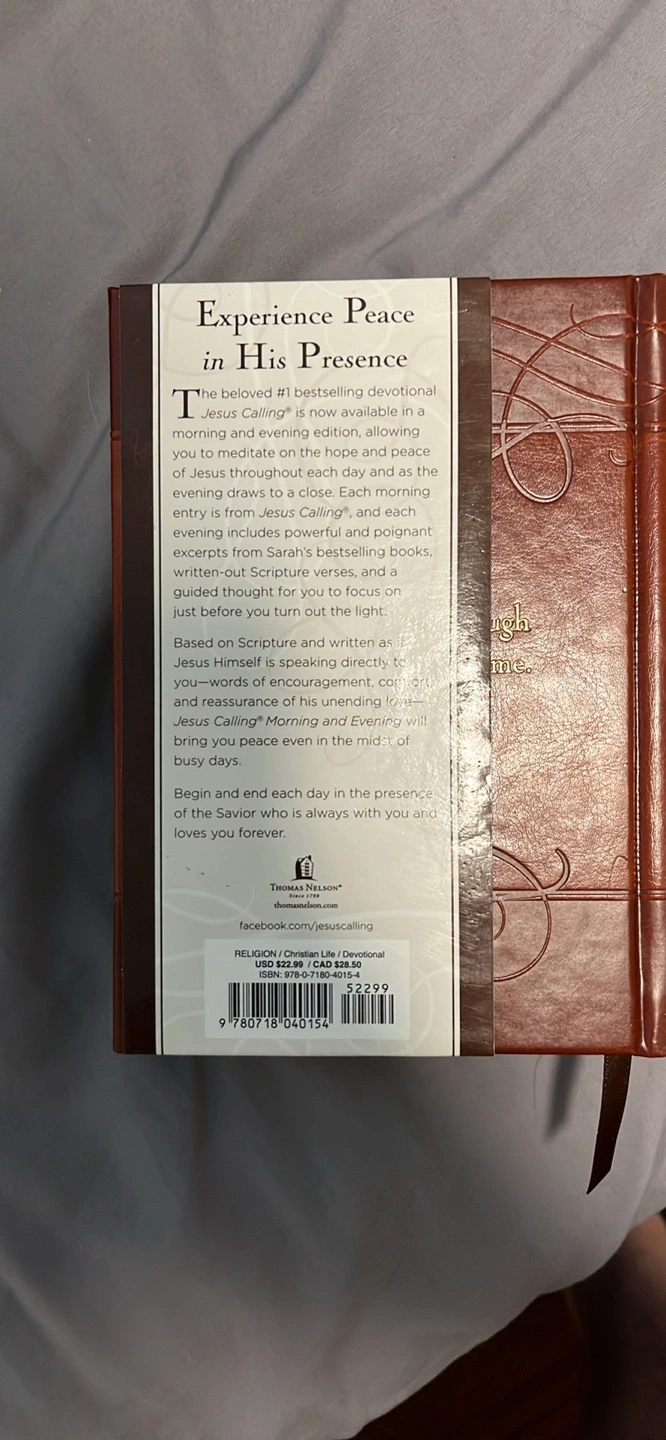 Experience Peace
in His Presence
The beloved #1 bestselling devotional
Jesus Calling® is now available in a
morning and evening edition, allowing
you to meditate on the hope and peace
of Jesus throughout each day and as the
evening draws to a close. Each morning
entry is from Jesus Calling®, and each
evening includes powerful and poignant
excerpts from Sarah's bestselling books,
written-out Scripture verses, and a
guided thought for you to focus on
just before you turn out the light.
Based on Scripture and written as if
Jesus Himself is speaking directly to
you—words of encouragement, comfort,
and reassurance of his unending love—
Jesus Calling® Morning and Evening will
bring you peace even in the midst of
busy days.
Begin and end each day in the presence
of the Savior who is always with you and
loves you forever.
THOMAS NELSON®
Since 1798
thomasnelson.com
facebook.com/jesuscalling
RELIGION / Christian Life / Devotional
USD $22.99 / CAD $28.50
ISBN: 978-0-7180-4015-4
52299
9 780718 040154
me.